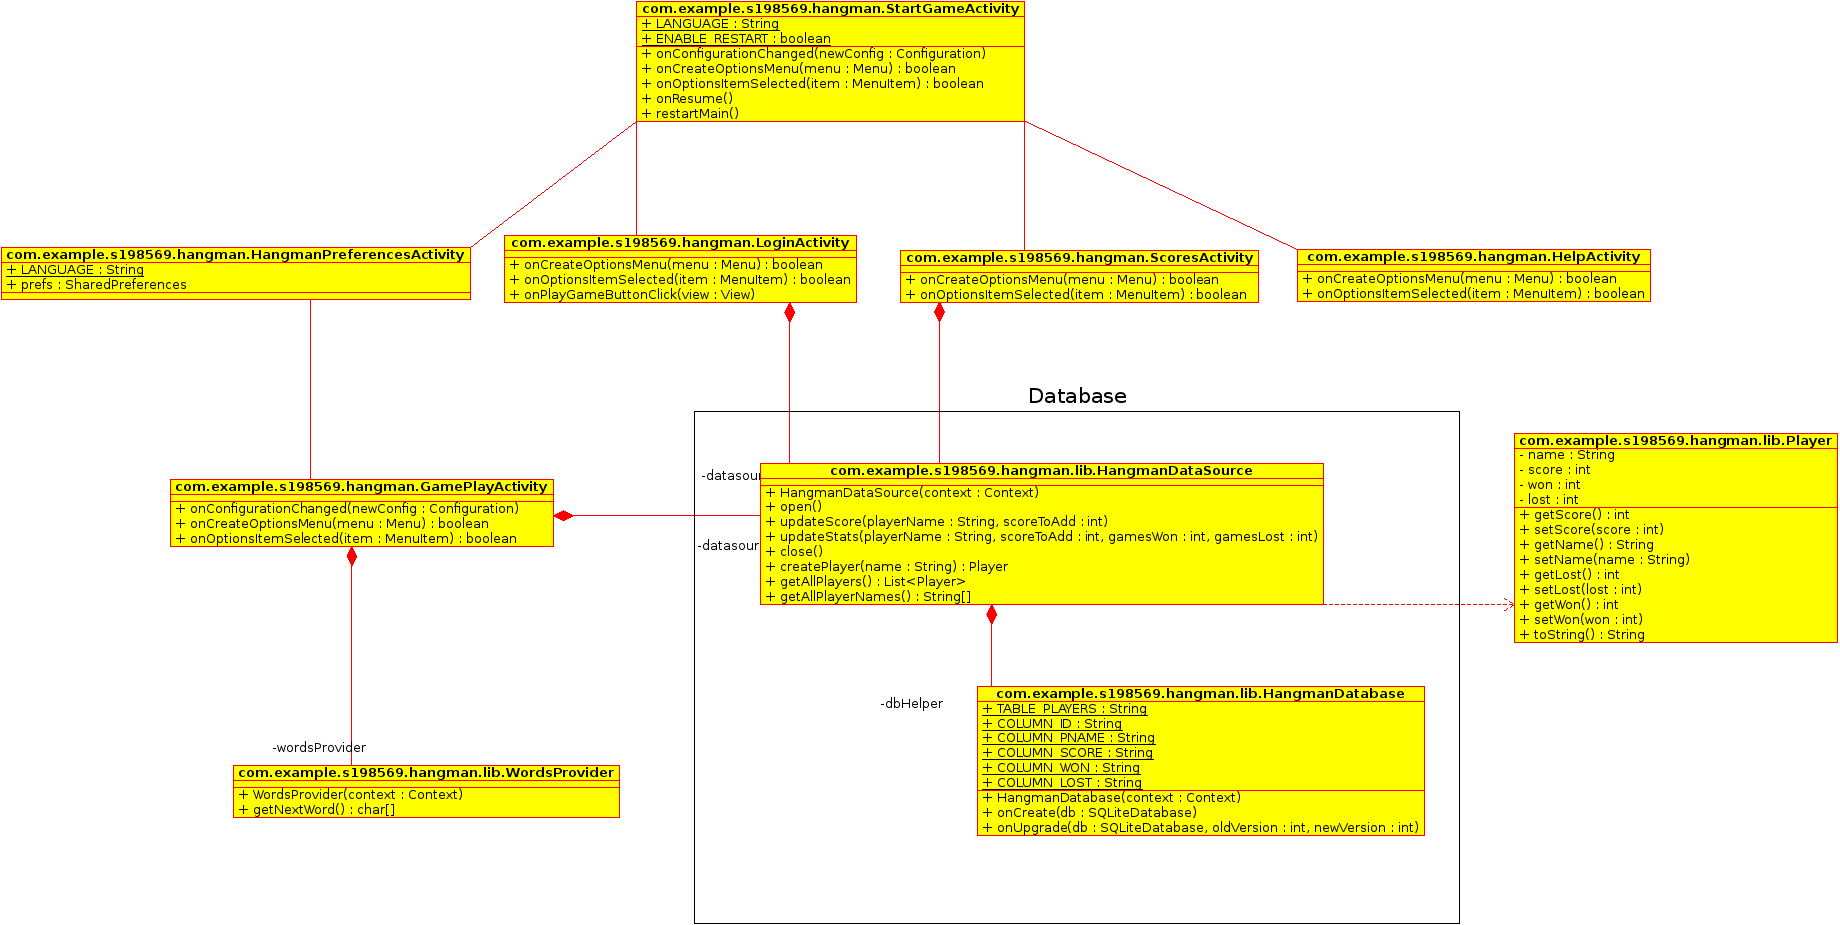 com.example.s198569.hangman.StartGameActivity
+ LANGUAGE : String
+ ENABLE_RESTART : boolean
+ onConfigurationChanged(newConfig : Configuration)
+ onCreateOptionsMenu(menu : Menu) : boolean
+ onOptionsItemSelected(item : MenuItem) : boolean
+ onResume()
+ restartMain()
com.example.s198569.hangman.HangmanPreferencesActivity
+ LANGUAGE : String
+ prefs : SharedPreferences
com.example.s198569.hangman.LoginActivity
+ onCreateOptionsMenu(menu : Menu) : boolean
+ onOptionsItemSelected(item : MenuItem) : boolean
+ onPlayGameButtonClick(view : View)
com.example.s198569.hangman.ScoresActivity
+ onCreateOptionsMenu(menu : Menu) : boolean
+ onOptionsItemSelected(item : MenuItem) : boolean
com.example.s198569.hangman.HelpActivity
+ onCreateOptionsMenu(menu : Menu) : boolean
+ onOptionsItemSelected(item : MenuItem) : boolean
Database
com.example.s198569.hangman.GamePlayActivity
+ onConfigurationChanged(newConfig : Configuration)
+ onCreateOptionsMenu(menu : Menu) : boolean
+ onOptionsItemSelected(item : MenuItem) : boolean
-datasour
-datasour
com.example.s198569.hangman.lib.HangmanDataSource
+ HangmanDataSource(context : Context)
+ open()
+ updateScore(playerName : String, scoreToAdd : int)
+ updateStats(playerName : String, scoreToAdd : int, gamesWon : int, gamesLost : int)
+ close()
+ createPlayer(name : String) : Player
+ getAllPlayers() : List<Player>
+ getAllPlayerNames() : String[]
com.example.s198569.hangman.lib.Player
- name : String
- score : int
- won : int
- lost : int
+ getScore() : int
+ setScore(score : int)
+ getName() : String
+ setName(name : String)
+ getLost() : int
+ setLost(lost : int)
+ getWon() : int
+ setWon(won : int)
+ toString() : String
-dbHelper
com.example.s198569.hangman.lib.HangmanDatabase
+ TABLE_PLAYERS : String
+ COLUMN_ID : String
+ COLUMN_PNAME : String
+ COLUMN_SCORE : String
+ COLUMN_WON : String
+ COLUMN_LOST : String
+ HangmanDatabase(context : Context)
+ onCreate(db : SQLiteDatabase)
+ onUpgrade(db : SQLiteDatabase, oldVersion : int, newVersion : int)
-wordsProvider
com.example.s198569.hangman.lib.WordsProvider
+ WordsProvider(context : Context)
+ getNextWord() : char[]